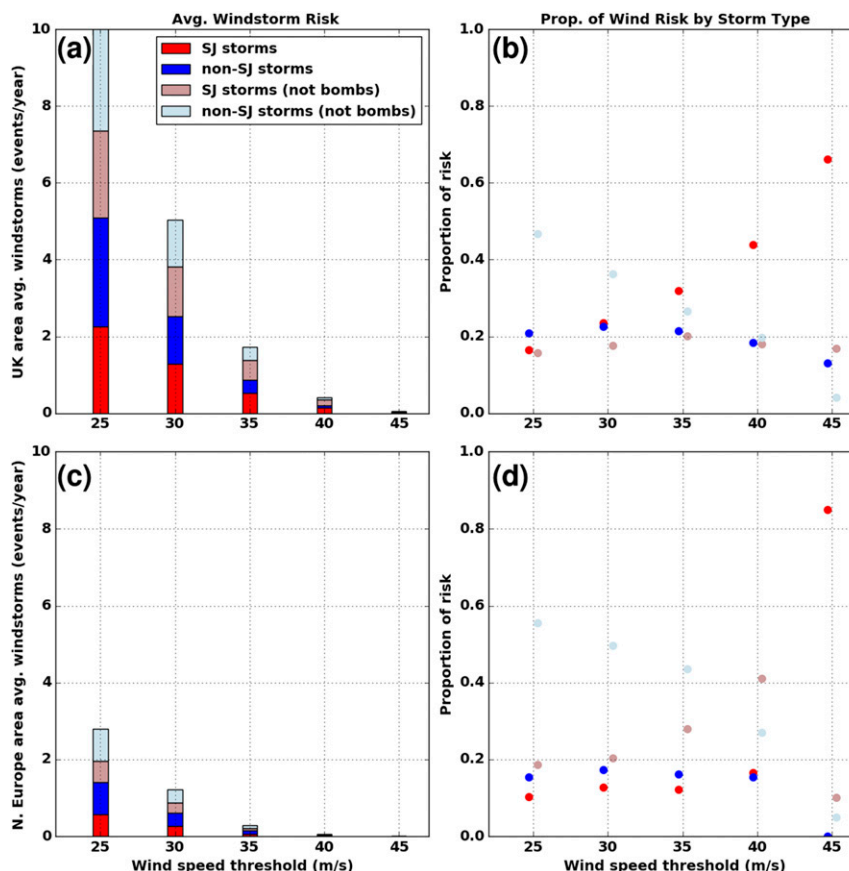 Avg. Windstorm Risk
Prop. of Wind Risk by Storm Type
(a)
SJ storms
non-SJ storms
SJ storms (not bombs)
non-SJ storms (not bombs)
UK area avg. windstorms (events/year)
10
8
6
4
2
0
25 30 35 40 45
(b)
Proportion of risk
1.0
0.8
0.6
0.4
0.2
0.0
25 30 35 40 45
(c)
N. Europe area avg. windstorms (events/year)
10
8
6
4
2
0
25 30 35 40 45
Wind speed threshold (m/s)
(d)
Proportion of risk
1.0
0.8
0.6
0.4
0.2
0.0
25 30 35 40 45
Wind speed threshold (m/s)